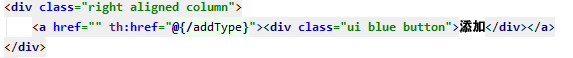 <div class="right aligned column">
<a href="" th:href="@{/addType}"><div class="ui blue button">添加</div></a>
</div>